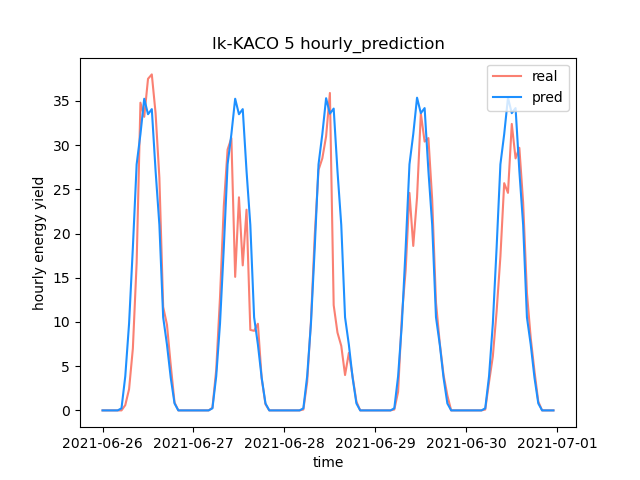 lk-KACO 5 hourly_prediction
real
pred
hourly energy yield
35
30
25
20
15
10
5
0
2021-06-26 2021-06-27 2021-06-28 2021-06-29 2021-06-30 2021-07-01
time